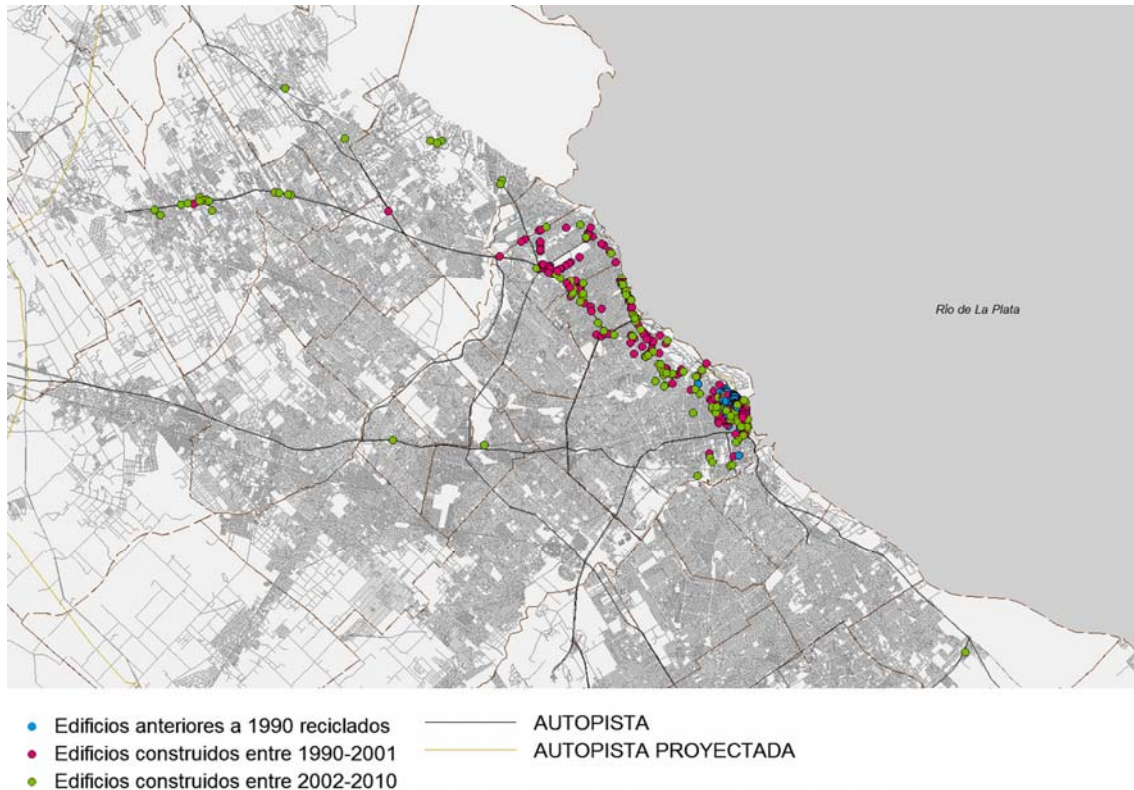 Río de La Plata
Edificios anteriores a 1990 reciclados
Edificios construidos entre 1990-2001
Edificios construidos entre 2002-2010
AUTOPISTA
AUTOPISTA PROYECTADA